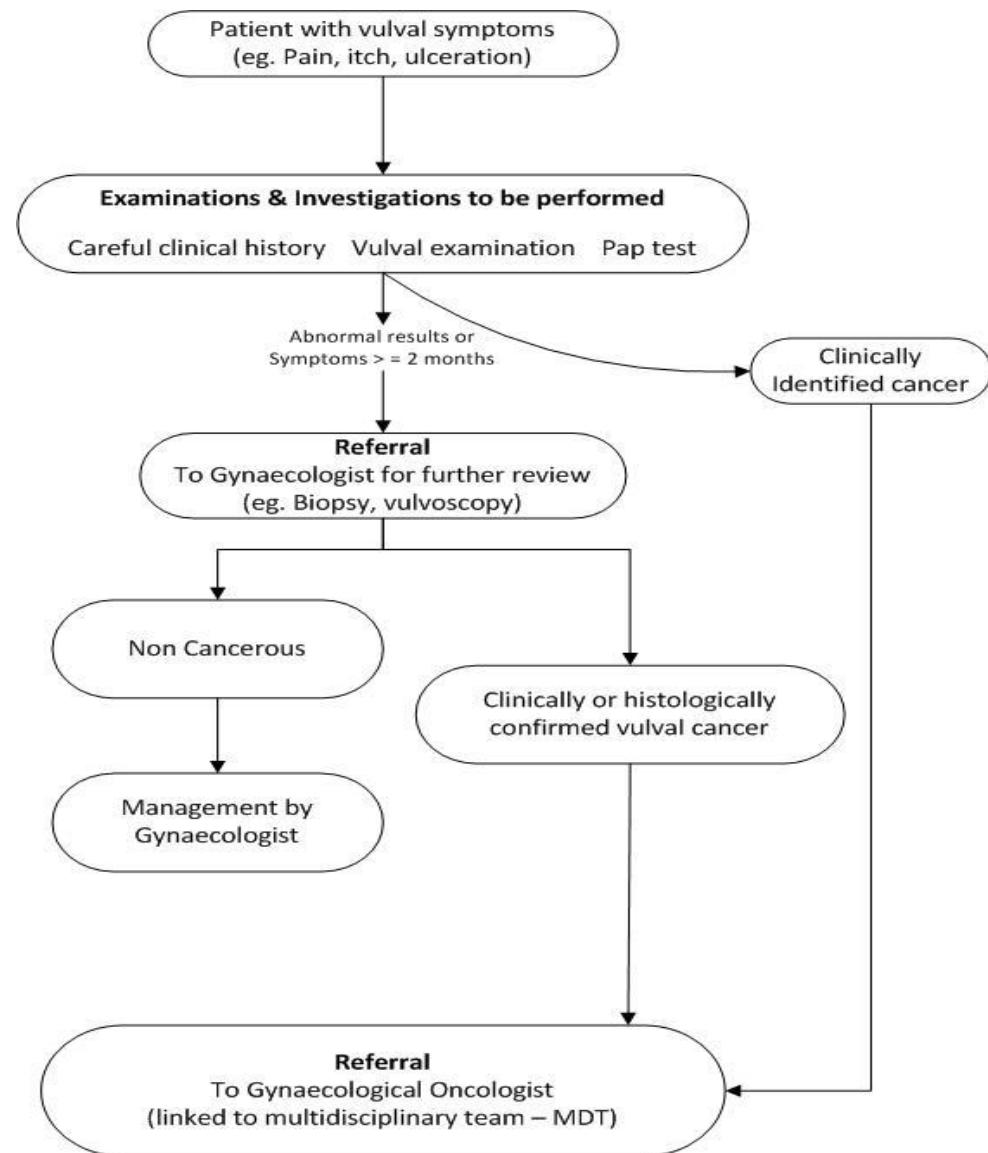 Patient with vulval symptoms
(eg. Pain, itch, ulceration)
Examinations & Investigations to be performed
Careful clinical history Vulval examination Pap test
Abnormal results or
Symptoms > = 2 months
Clinically
Identified cancer
Referral
To Gynaecologist for further review
(eg. Biopsy, vulvoscopy)
Non Cancerous
Clinically or histologically
confirmed vulval cancer
Management by
Gynaecologist
Referral
To Gynaecological Oncologist
(linked to multidisciplinary team – MDT)